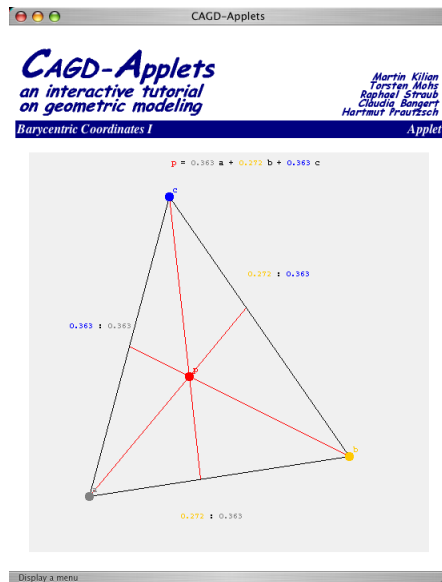 CAGD-Applets
CAGD-Applets
an interactive tutorial
on geometric modeling
Martin Kilian
Torsten Mohs
Raphael Straub
Claudia Bangert
Hartmut Prautzsch
Barycentric Coordinates I Applet
p = 0.363 a + 0.272 b + 0.363 c
c
0.272 : 0.363
0.363 : 0.363
p
b
a
0.272 : 0.363
Display a menu